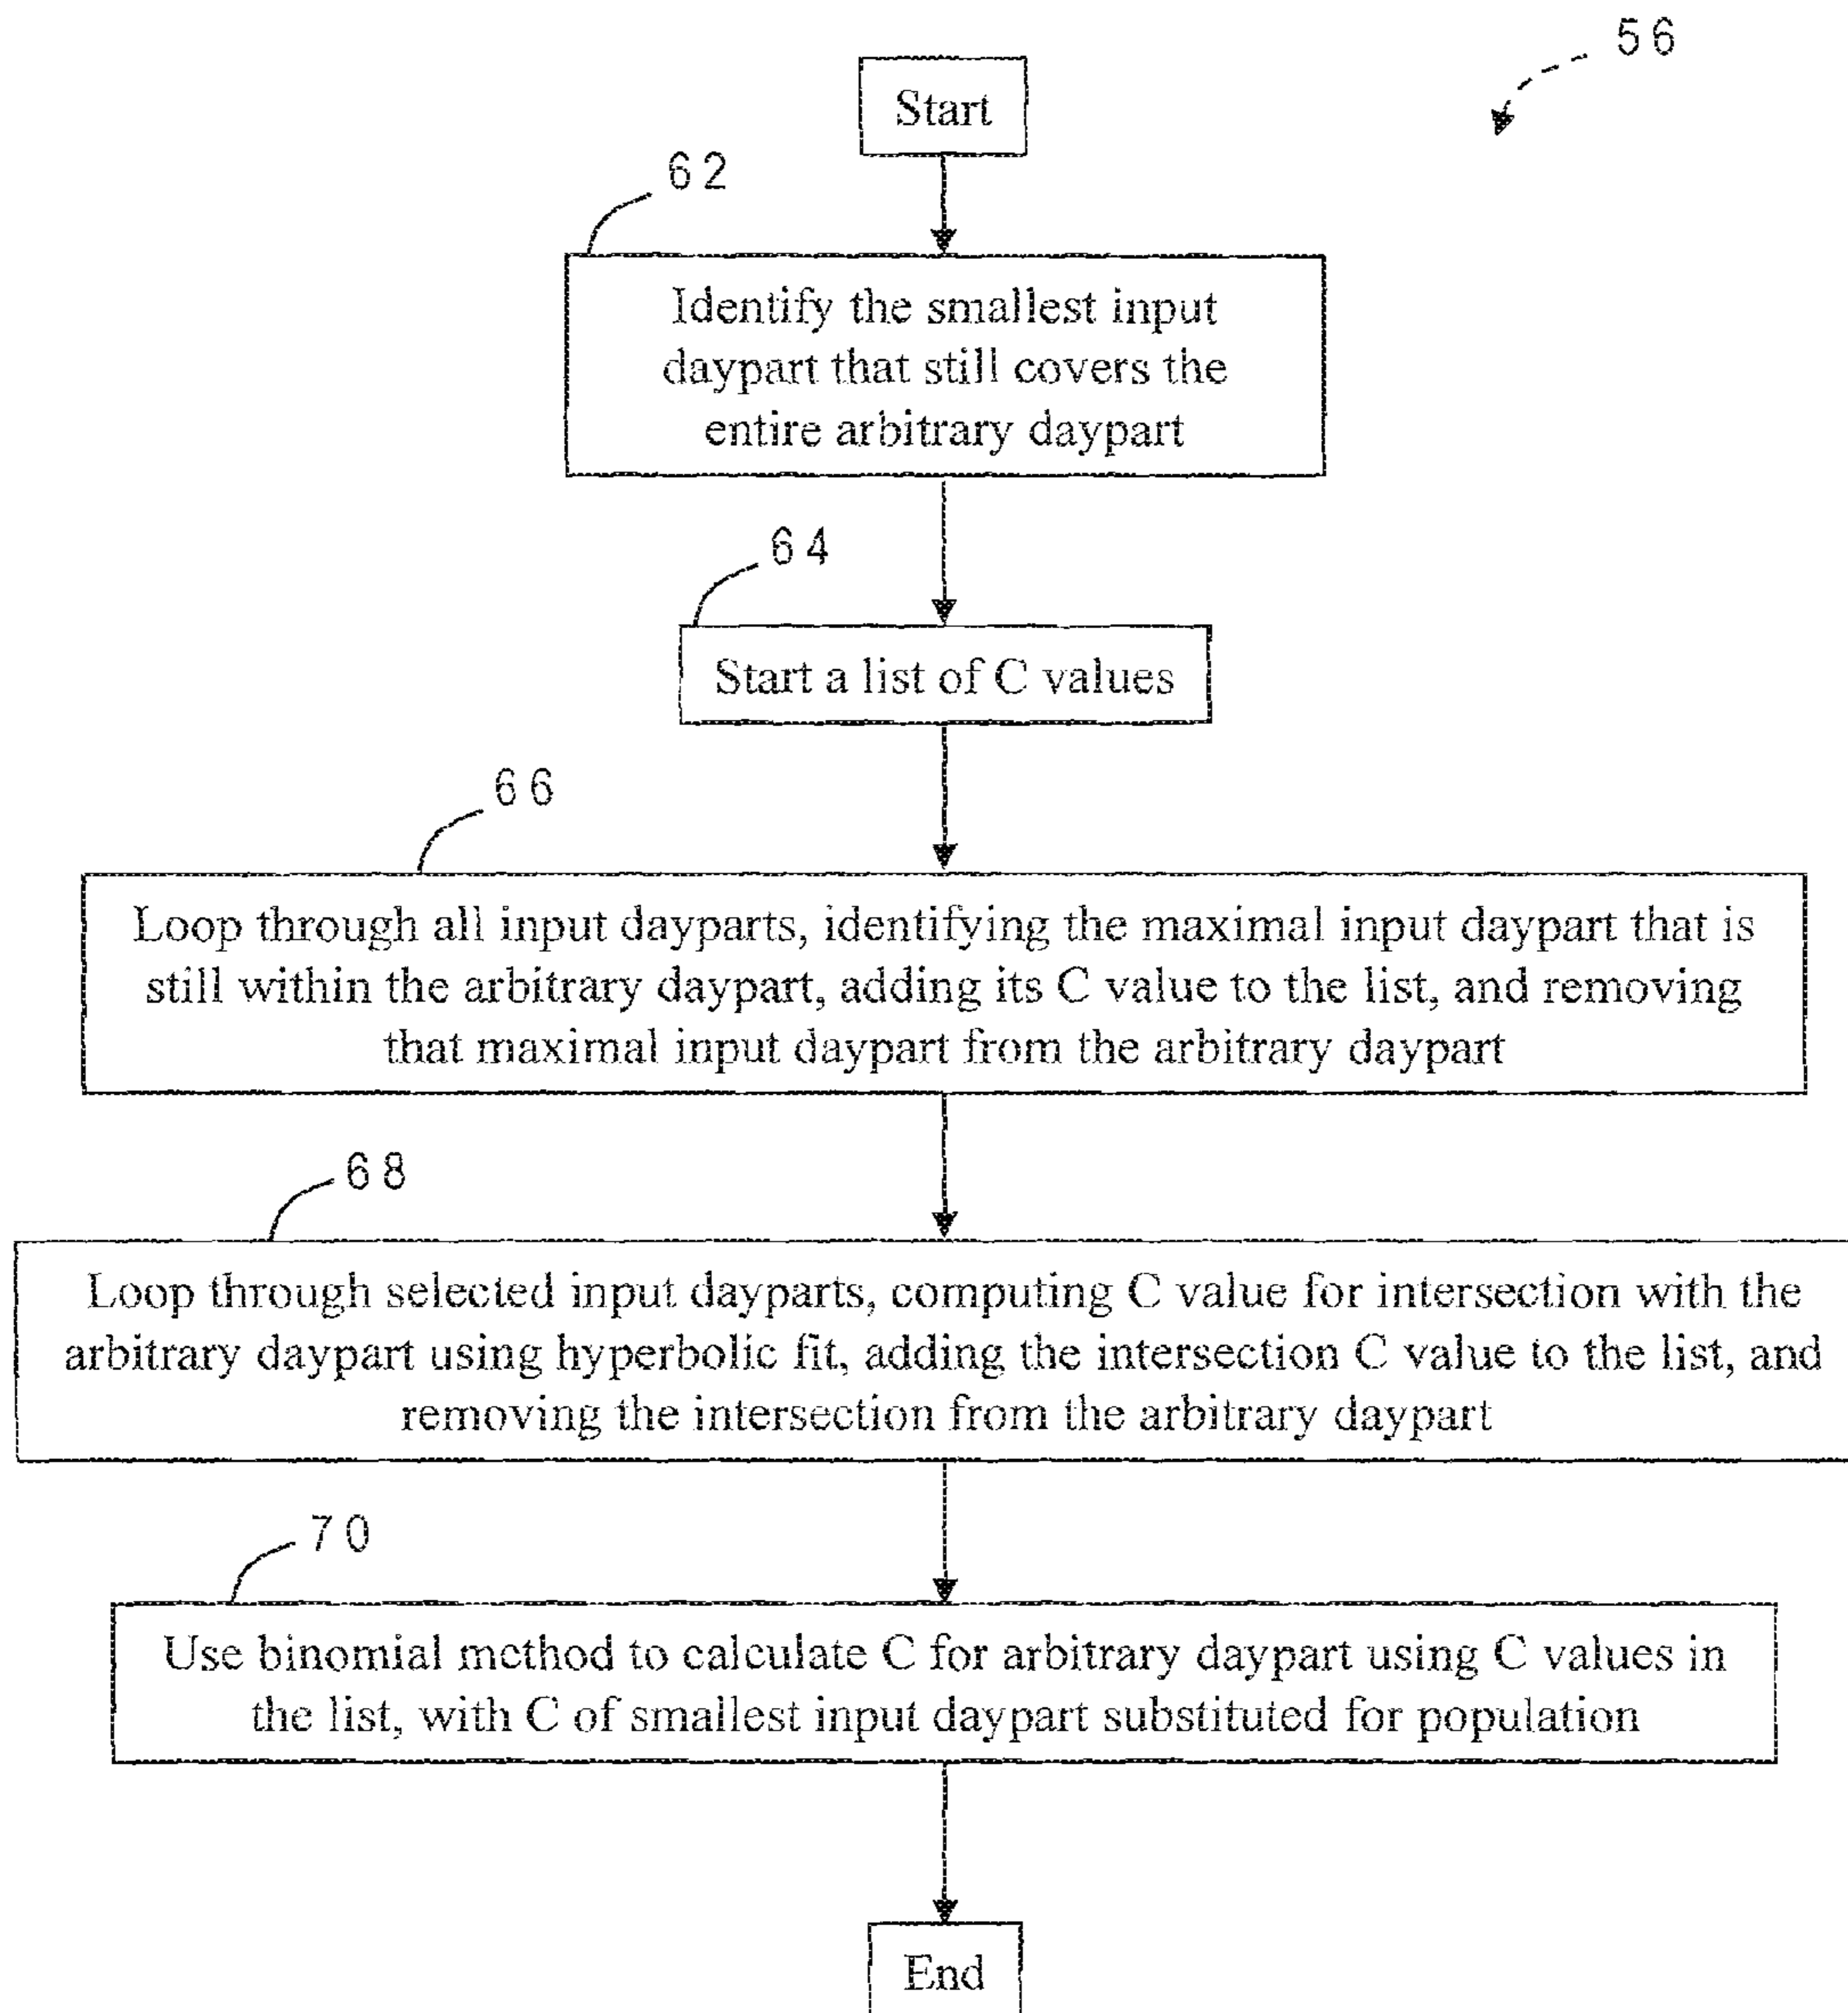 56
Start
62
Identify the smallest input
daypart that still covers the
entire arbitrary daypart
64
Start a list of C values
66
Loop through all input dayparts, identifying the maximal input daypart that is
still within the arbitrary daypart, adding its C value to the list, and removing
that maximal input daypart from the arbitrary daypart
68
Loop through selected input dayparts, computing C value for intersection with the
arbitrary daypart using hyperbolic fit, adding the intersection C value to the list, and
removing the intersection from the arbitrary daypart
70
Use binomial method to calculate C for arbitrary daypart using C values in
the list, with C of smallest input daypart substituted for population
End